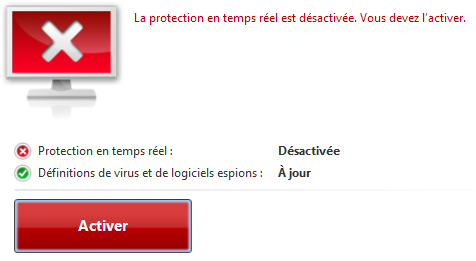 La protection en temps réel est désactivée. Vous devez l'activer.
Protection en temps réel : Désactivée
Définitions de virus et de logiciels espions : À jour
Activer